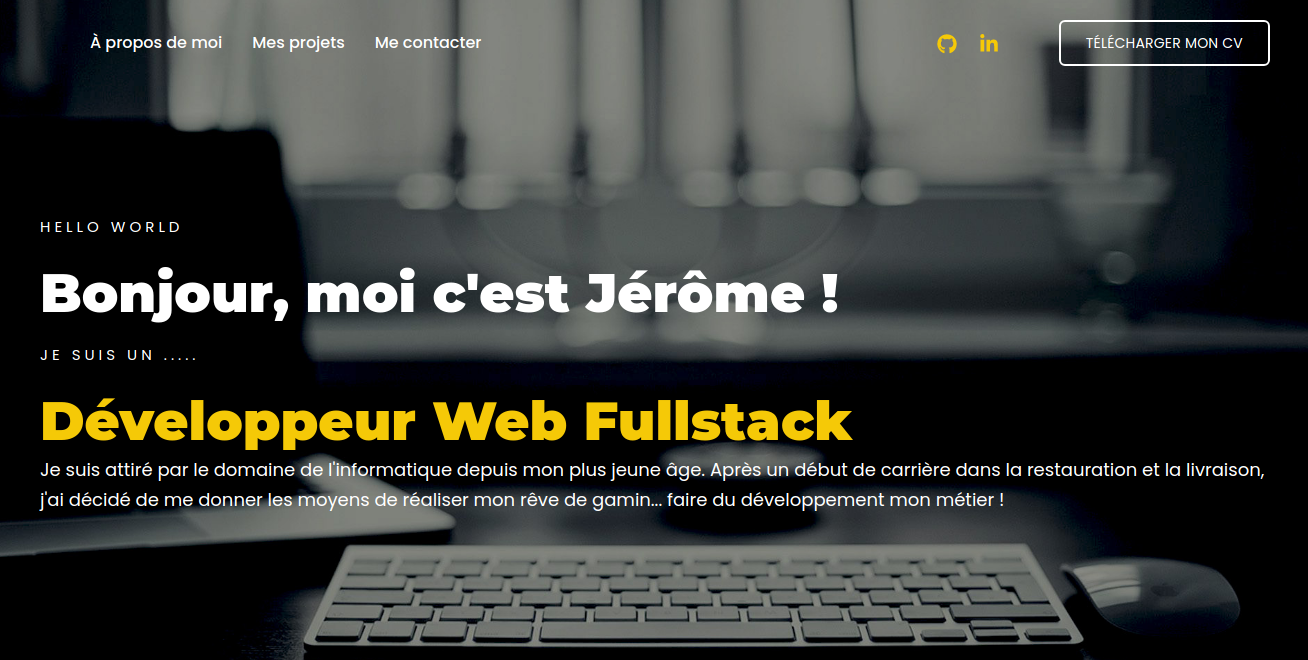 À propos de moi Mes projets Me contacter TÉLÉCHARGER MON CV
HELLO WORLD
Bonjour, moi c'est Jérôme !
JE SUIS UN .....
Développeur Web Fullstack
Je suis attiré par le domaine de l'informatique depuis mon plus jeune âge. Après un début de carrière dans la restauration et la livraison,
j'ai décidé de me donner les moyens de réaliser mon rêve de gamin... faire du développement mon métier !